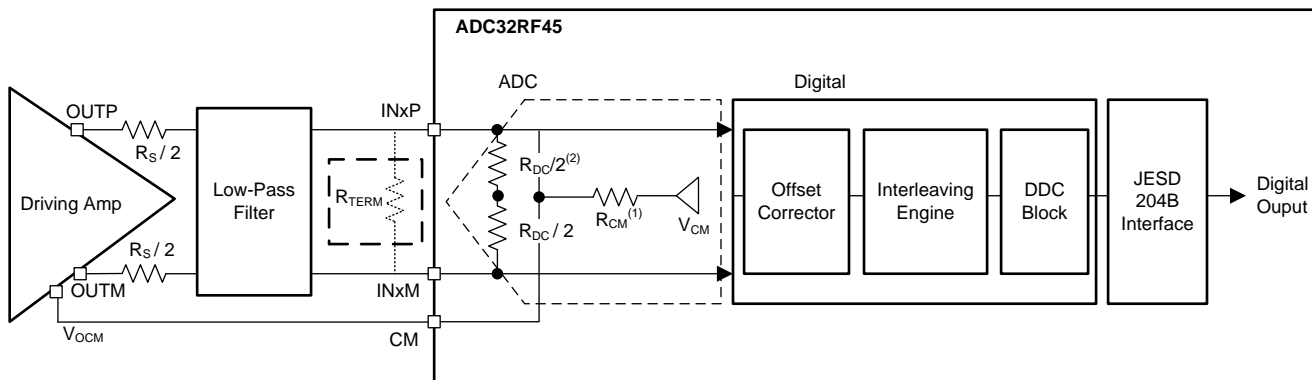 ADC32RF45
ADC
Digital
OUTP
INxP
R_S / 2
R_DC/2^(2)
Driving Amp
Low-Pass
Filter
R_TERM
R_CM^(1)
V_CM
Offset
Corrector
Interleaving
Engine
DDC
Block
JESD
204B
Interface
Digital
Ouput
R_DC / 2
R_S / 2
OUTM
INxM
V_OCM
CM